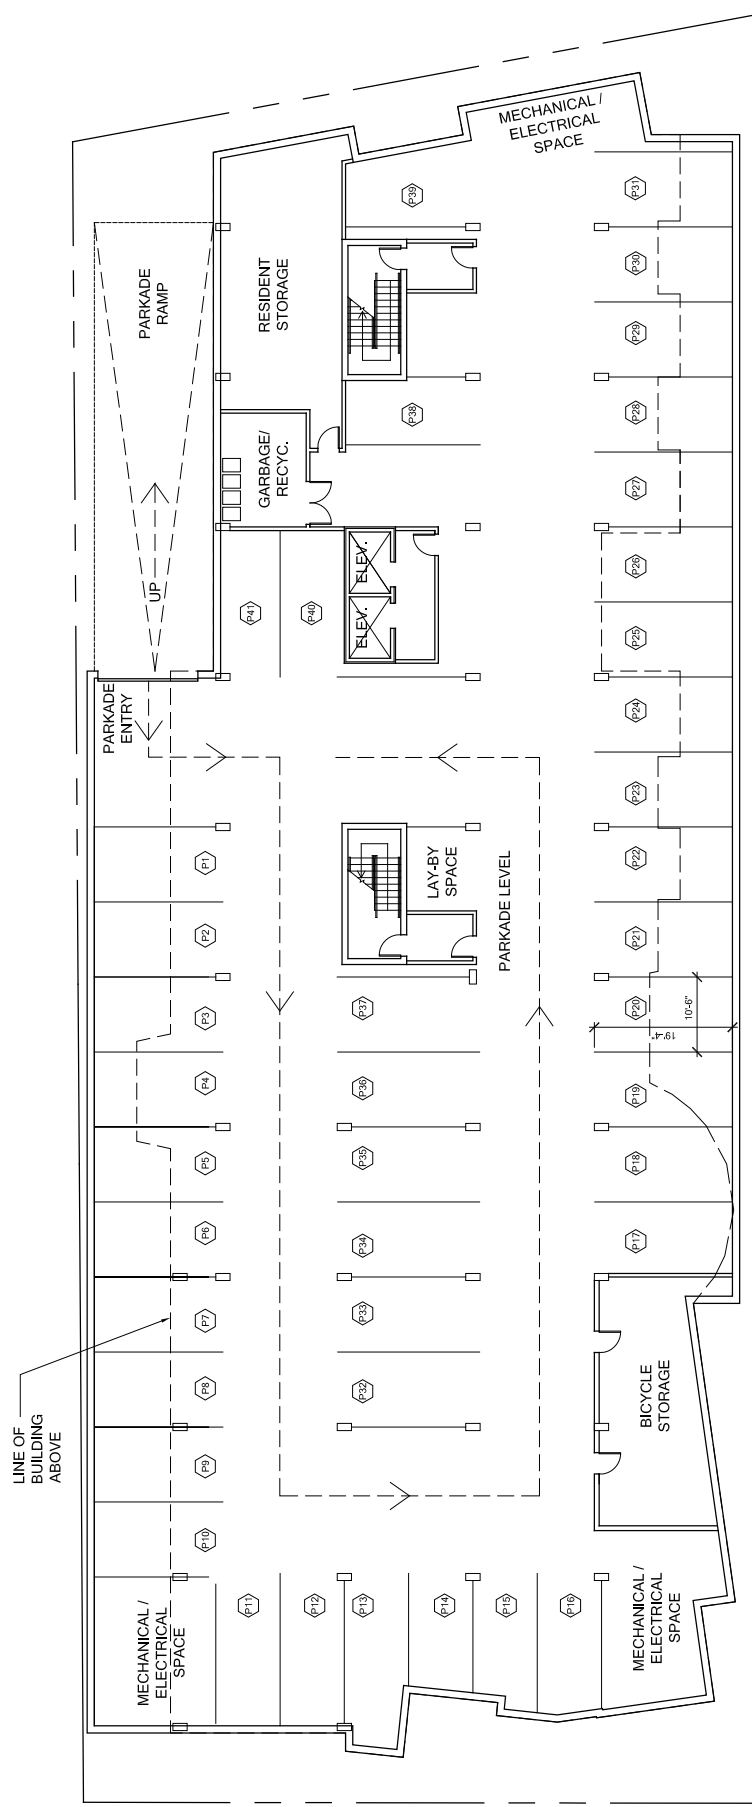 MECHANICAL /
ELECTRICAL
SPACE
PARKADE
RAMP
RESIDENT
STORAGE
P39
P31
P30
P29
P28
P38
GARBAGE/
RECYC.
P27
UP
ELEV.
ELEV.
P26
P41
P40
P25
PARKADE
ENTRY
P24
P23
P1
LAY-BY
SPACE
P22
P2
PARKADE LEVEL
P21
P3
P37
P20
10'-6"
19'-4"
P4
P36
P19
P5
P35
P18
P6
P34
P17
P7
P33
LINE OF
BUILDING
ABOVE
P8
P32
BICYCLE
STORAGE
P9
P10
MECHANICAL /
ELECTRICAL
SPACE
P11
P12
P13
P14
P15
P16
MECHANICAL /
ELECTRICAL
SPACE